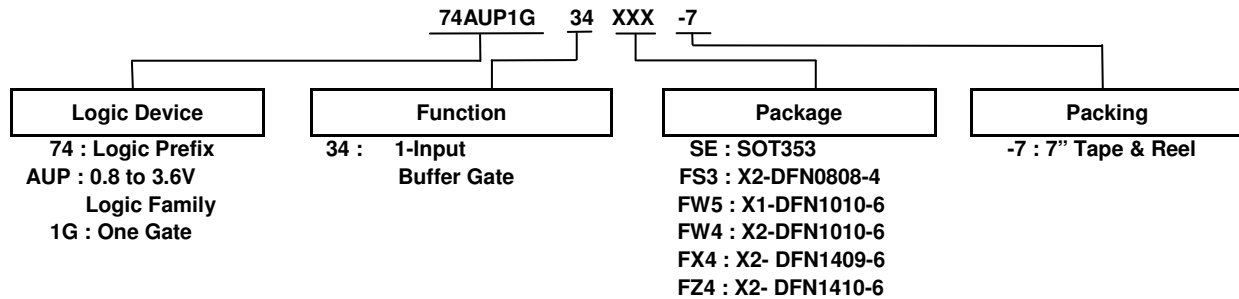 74AUP1G 34 XXX -7
Logic Device
74 : Logic Prefix
AUP : 0.8 to 3.6V
Logic Family
1G : One Gate
Function
34 : 1-Input
Buffer Gate
Package
SE : SOT353
FS3 : X2-DFN0808-4
FW5 : X1-DFN1010-6
FW4 : X2-DFN1010-6
FX4 : X2- DFN1409-6
FZ4 : X2- DFN1410-6
Packing
-7 : 7” Tape & Reel